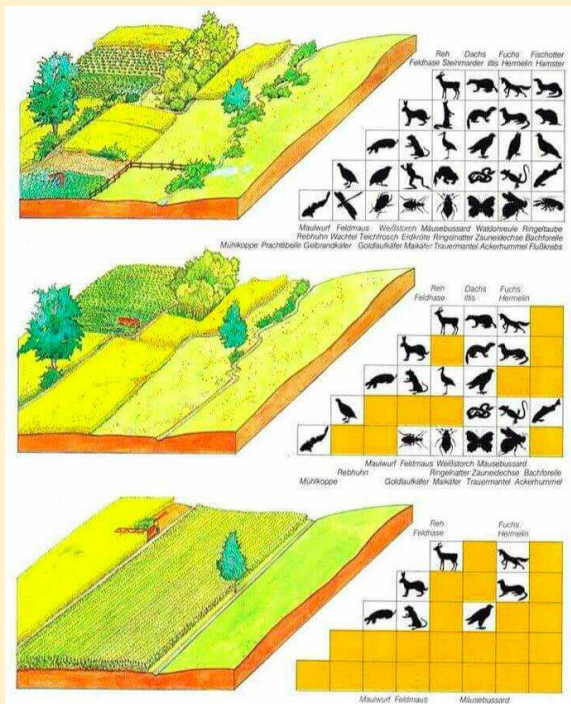 Reh Dachs Fuchs Fischotter
Feldhase Steinmarder Iltis Hermelin Hamster
Maulwurf Feldmaus Weißstorch Mäusebussard Waldohreule Ringeltaube
Rebhuhn Wachtel Teichfrosch Erdkröte Ringelnatter Zauneidechse Bachforelle
Mühlkoppe Prachtlibelle Gelbrandkäfer Goldlaufkäfer Maikäfer Trauermantel Ackerhummel Flußkrebs
Reh Dachs Fuchs
Feldhase Iltis Hermelin
Maulwurf Feldmaus Weißstorch Mäusebussard
Rebhuhn Ringelnatter Zauneidechse Bachforelle
Mühlkoppe Goldlaufkäfer Maikäfer Trauermantel Ackerhummel
Reh Fuchs
Feldhase Hermelin
Maulwurf Feldmaus Mäusebussard